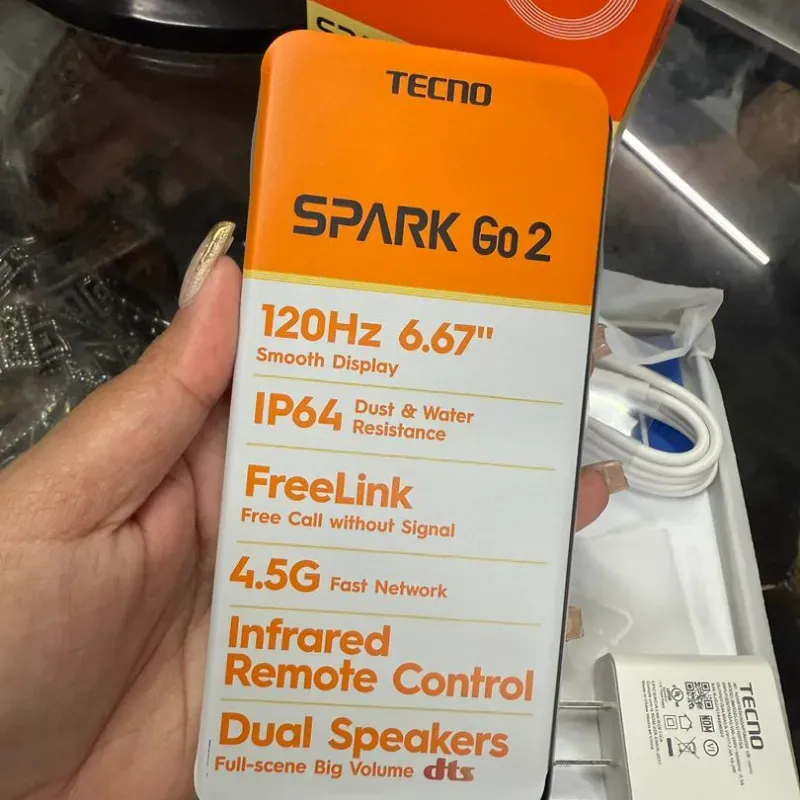 TECNO
SPARK Go 2
120Hz 6.67"
Smooth Display
IP64 Dust & Water
Resistance
FreeLink
Free Call without Signal
4.5G Fast Network
Infrared
Remote Control
Dual Speakers
Full-scene Big Volume dts
TECNO
NOM